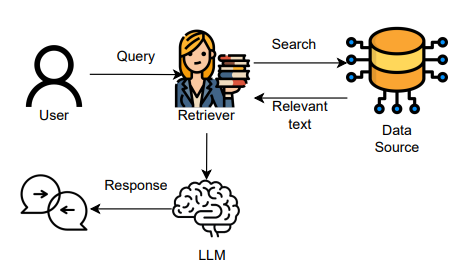 Query
Search
User
Retriever
Relevant
text
Data
Source
Response
LLM